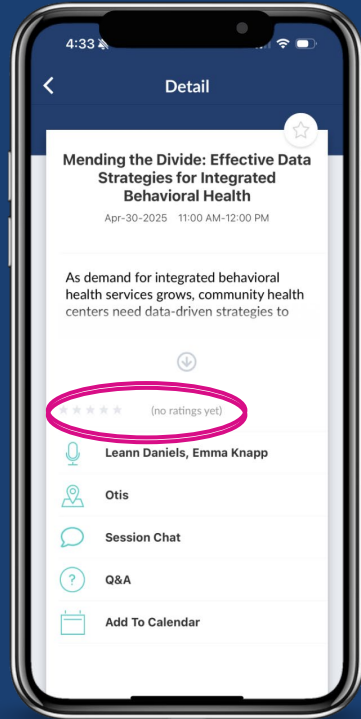 4:33
Detail
Mending the Divide: Effective Data
Strategies for Integrated
Behavioral Health
Apr-30-2025 11:00 AM-12:00 PM
As demand for integrated behavioral
health services grows, community health
centers need data-driven strategies to
(no ratings yet)
Leann Daniels, Emma Knapp
Otis
Session Chat
? Q&A
Add To Calendar